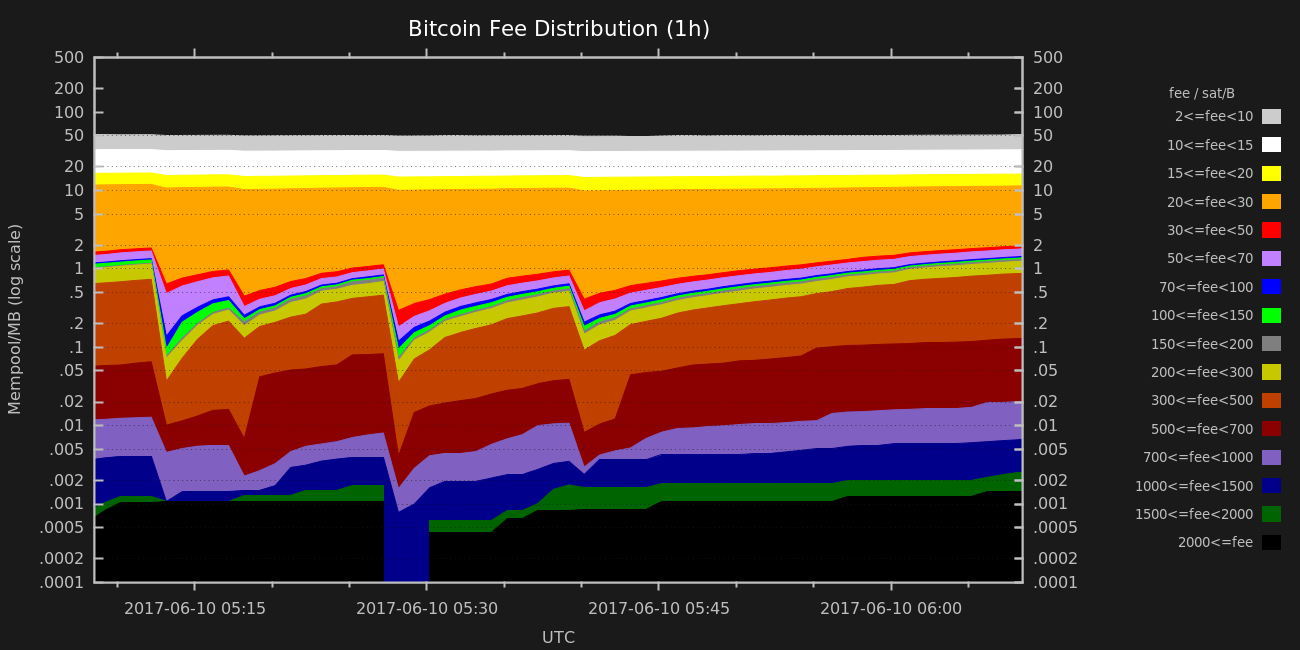 Bitcoin Fee Distribution (1h)
500
200
100
50
20
10
5
2
1
.5
.2
.1
.05
.02
.01
.005
.002
.001
.0005
.0002
.0001
Mempool/MB (log scale)
500
200
100
50
20
10
5
2
1
.5
.2
.1
.05
.02
.01
.005
.002
.001
.0005
.0002
.0001
2017-06-10 05:15 2017-06-10 05:30 2017-06-10 05:45 2017-06-10 06:00
UTC
fee / sat/B
2<=fee<10
10<=fee<15
15<=fee<20
20<=fee<30
30<=fee<50
50<=fee<70
70<=fee<100
100<=fee<150
150<=fee<200
200<=fee<300
300<=fee<500
500<=fee<700
700<=fee<1000
1000<=fee<1500
1500<=fee<2000
2000<=fee